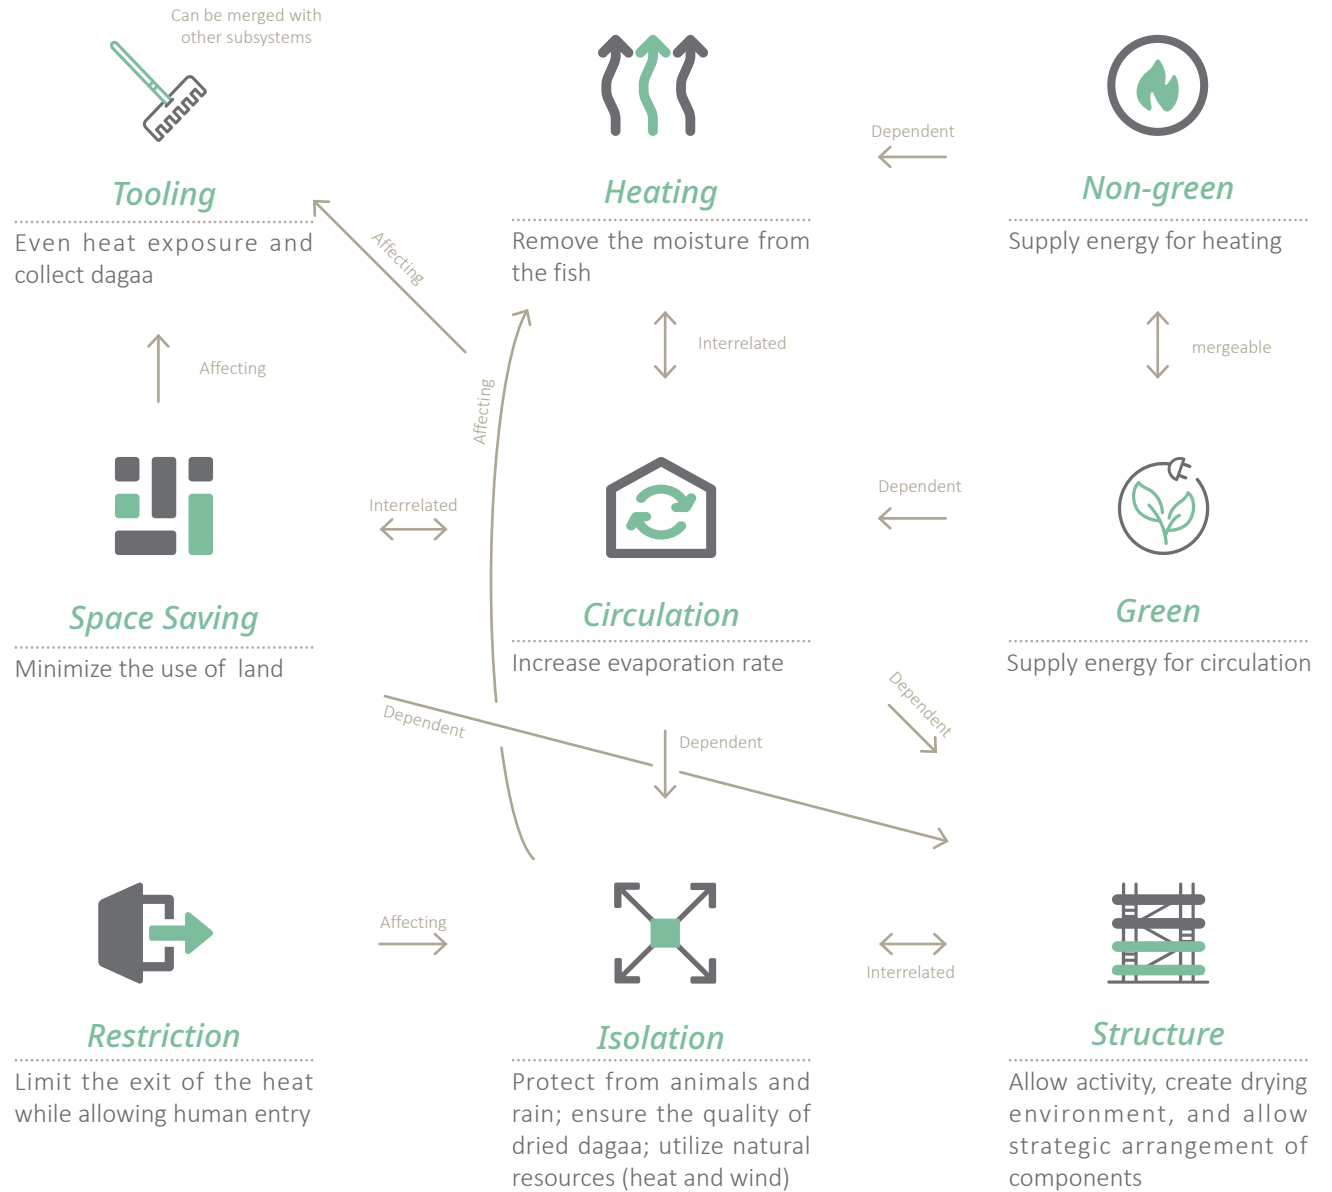 Can be merged with
other subsystems
Tooling
Even heat exposure and
collect dagaa
Heating
Remove the moisture from
the fish
Dependent
Non-green
Supply energy for heating
Affecting
Affecting
Interrelated
mergeable
Affecting
Space Saving
Minimize the use of land
Interrelated
Circulation
Increase evaporation rate
Dependent
Green
Supply energy for circulation
Dependent
Dependent
Dependent
Restriction
Limit the exit of the heat
while allowing human entry
Affecting
Isolation
Protect from animals and
rain; ensure the quality of
dried dagaa; utilize natural
resources (heat and wind)
Interrelated
Structure
Allow activity, create drying
environment, and allow
strategic arrangement of
components